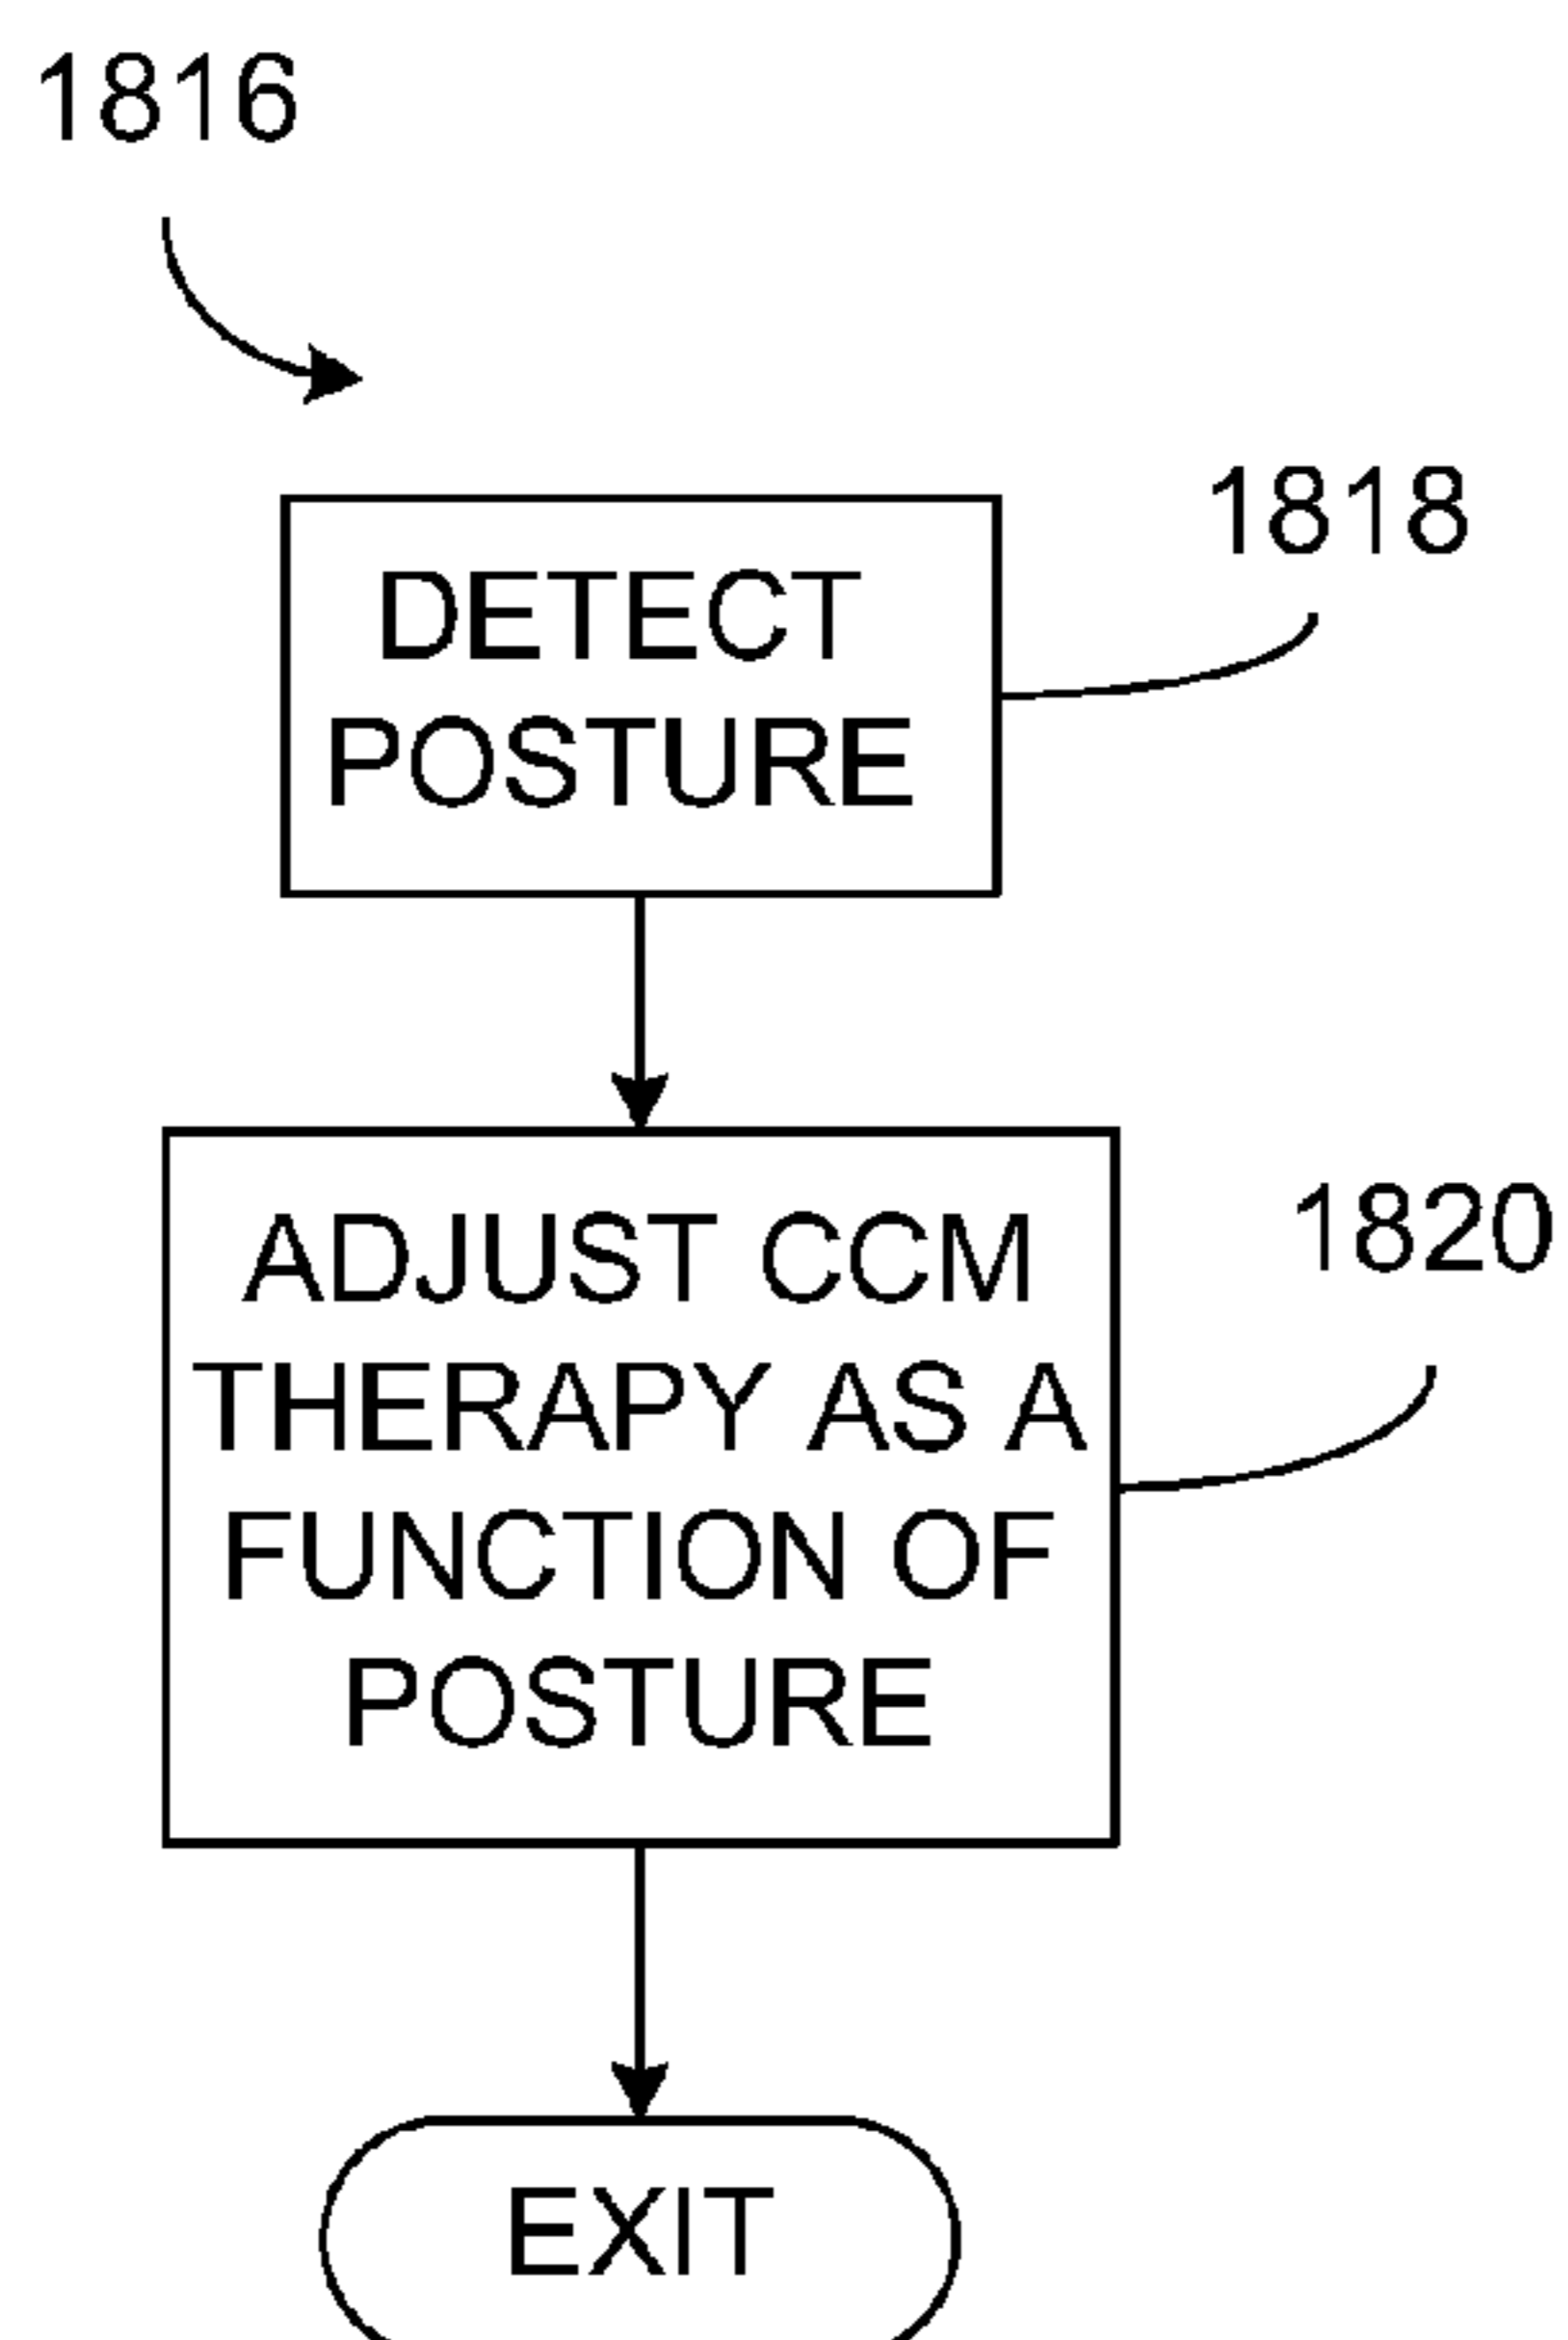 1816
1818
DETECT
POSTURE
1820
ADJUST CCM
THERAPY AS A
FUNCTION OF
POSTURE
EXIT